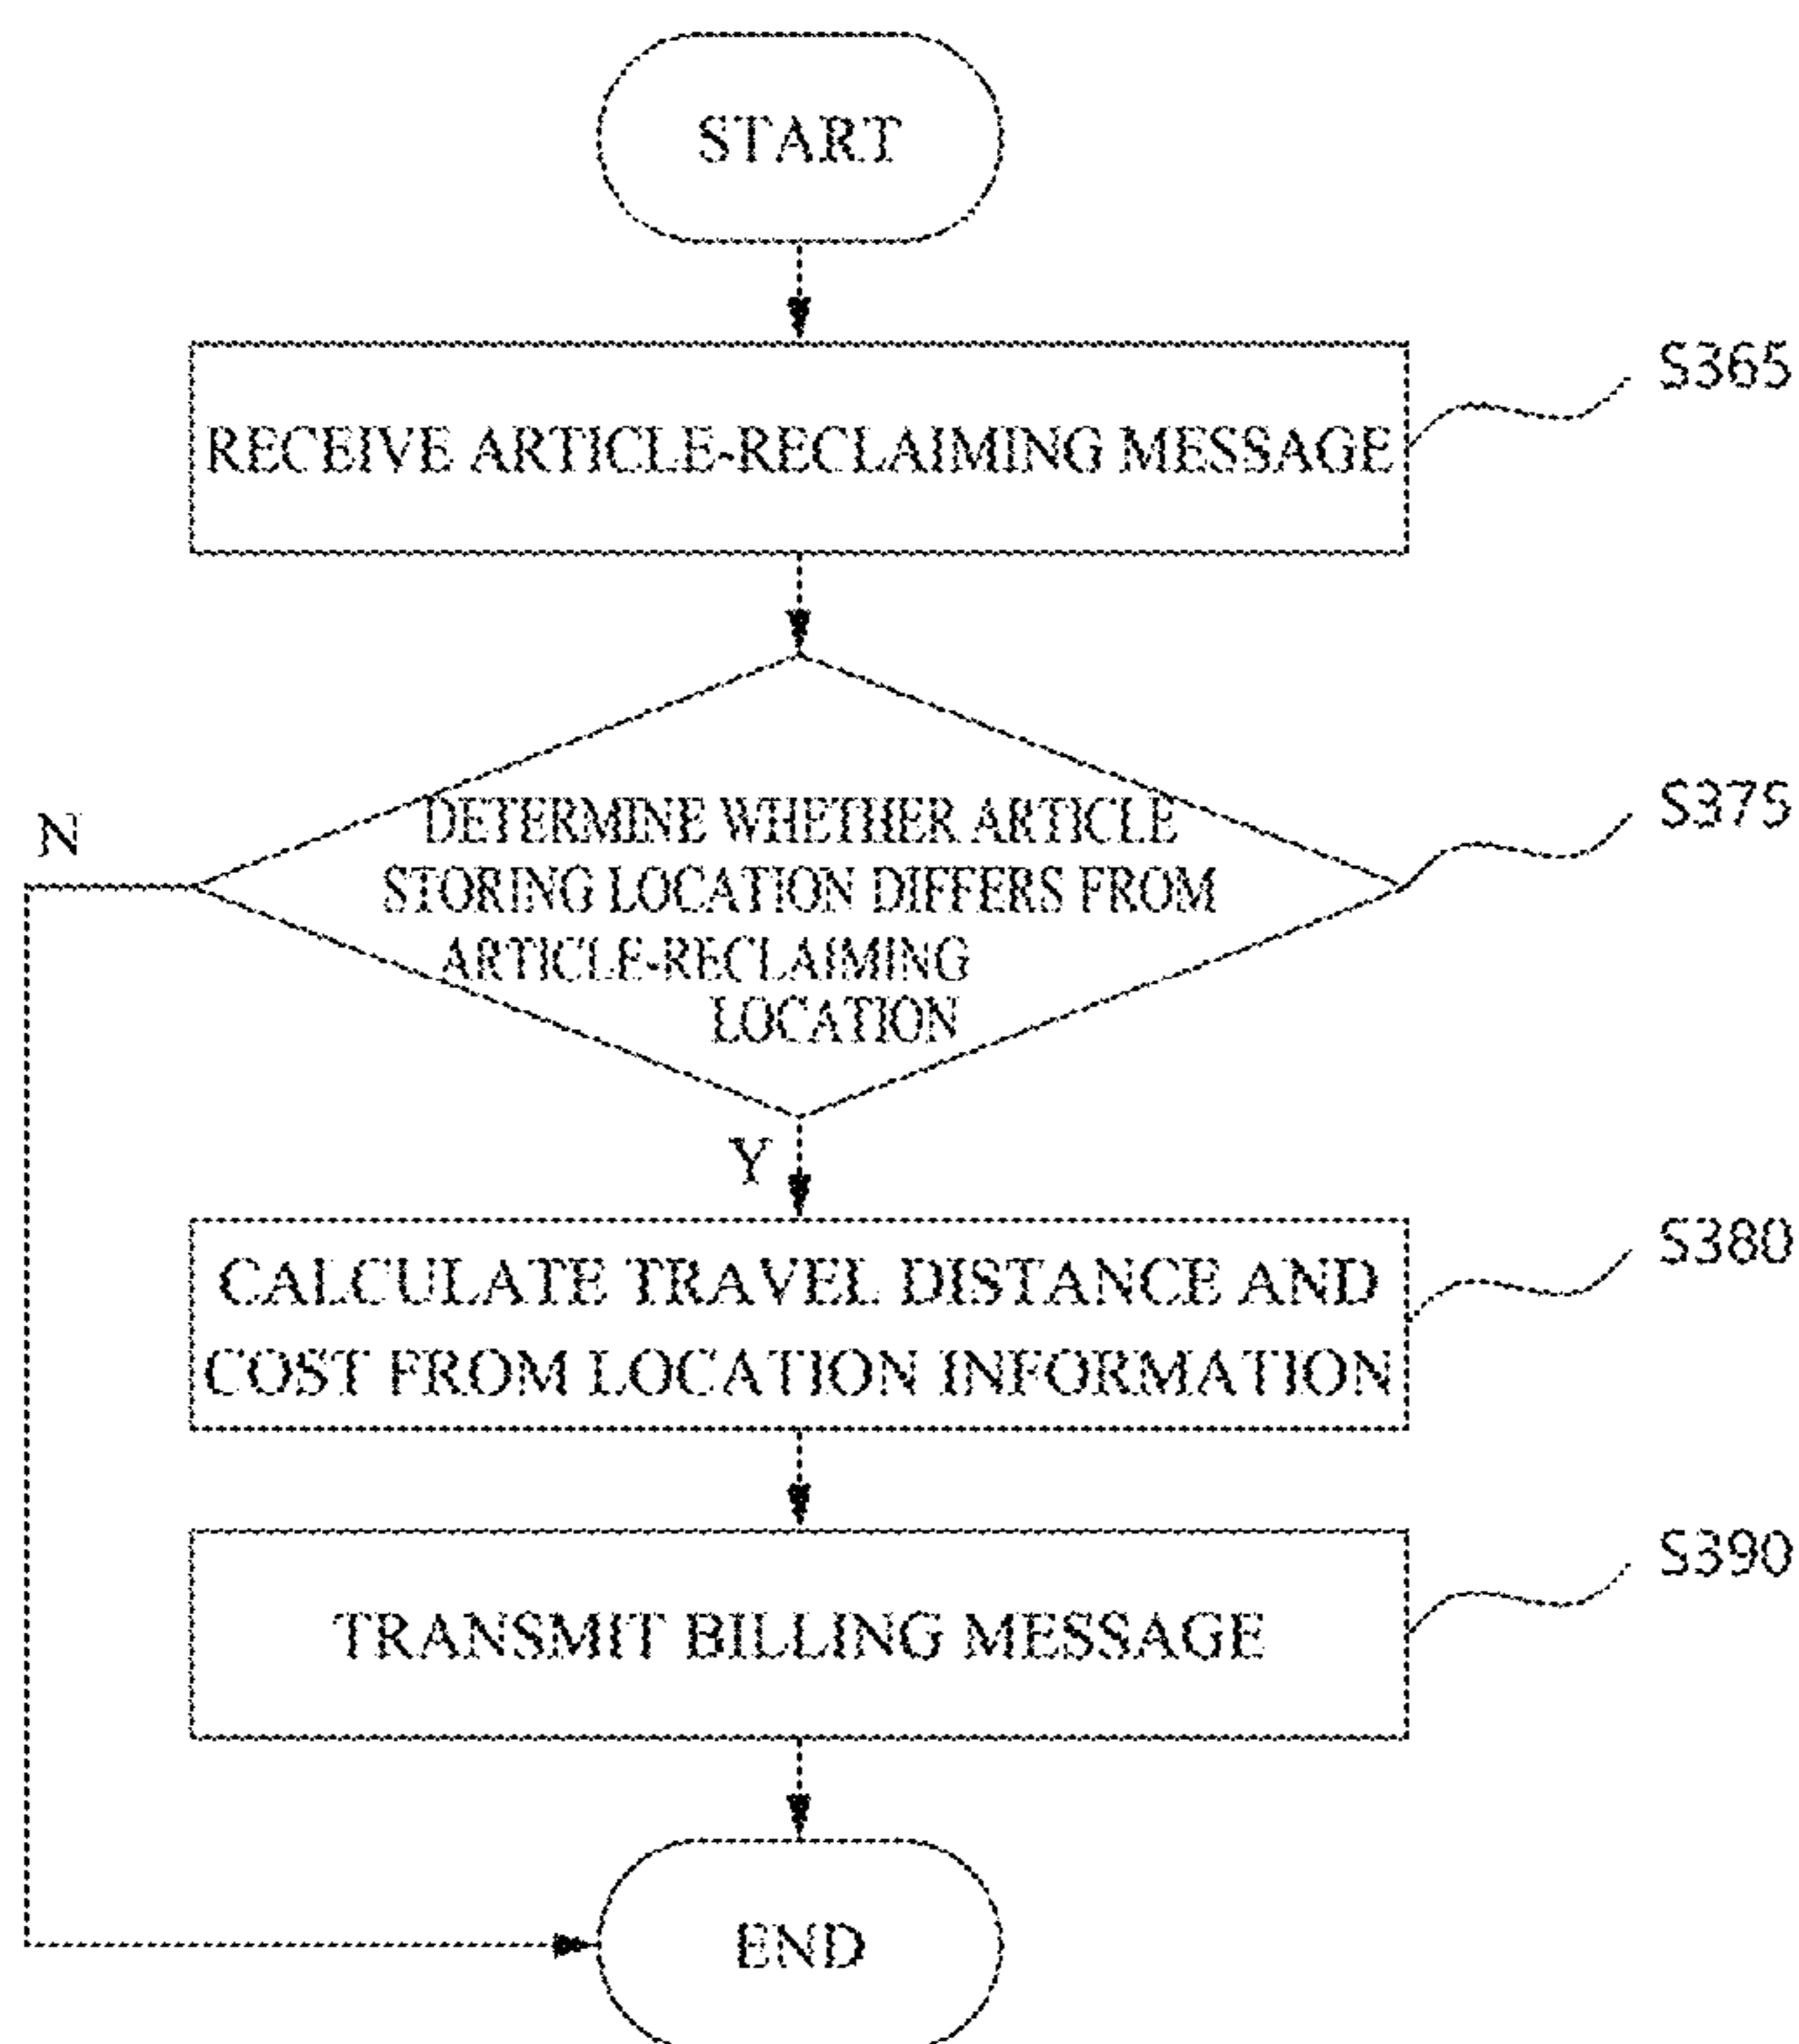 START
RECEIVE ARTICLE-RECLAIMING MESSAGE
S365
DETERMINE WHETHER ARTICLE
STORING LOCATION DIFFERS FROM
ARTICLE-RECLAIMING
LOCATION
S375
N
Y
CALCULATE TRAVEL DISTANCE AND
COST FROM LOCATION INFORMATION
S380
TRANSMIT BILLING MESSAGE
S390
END